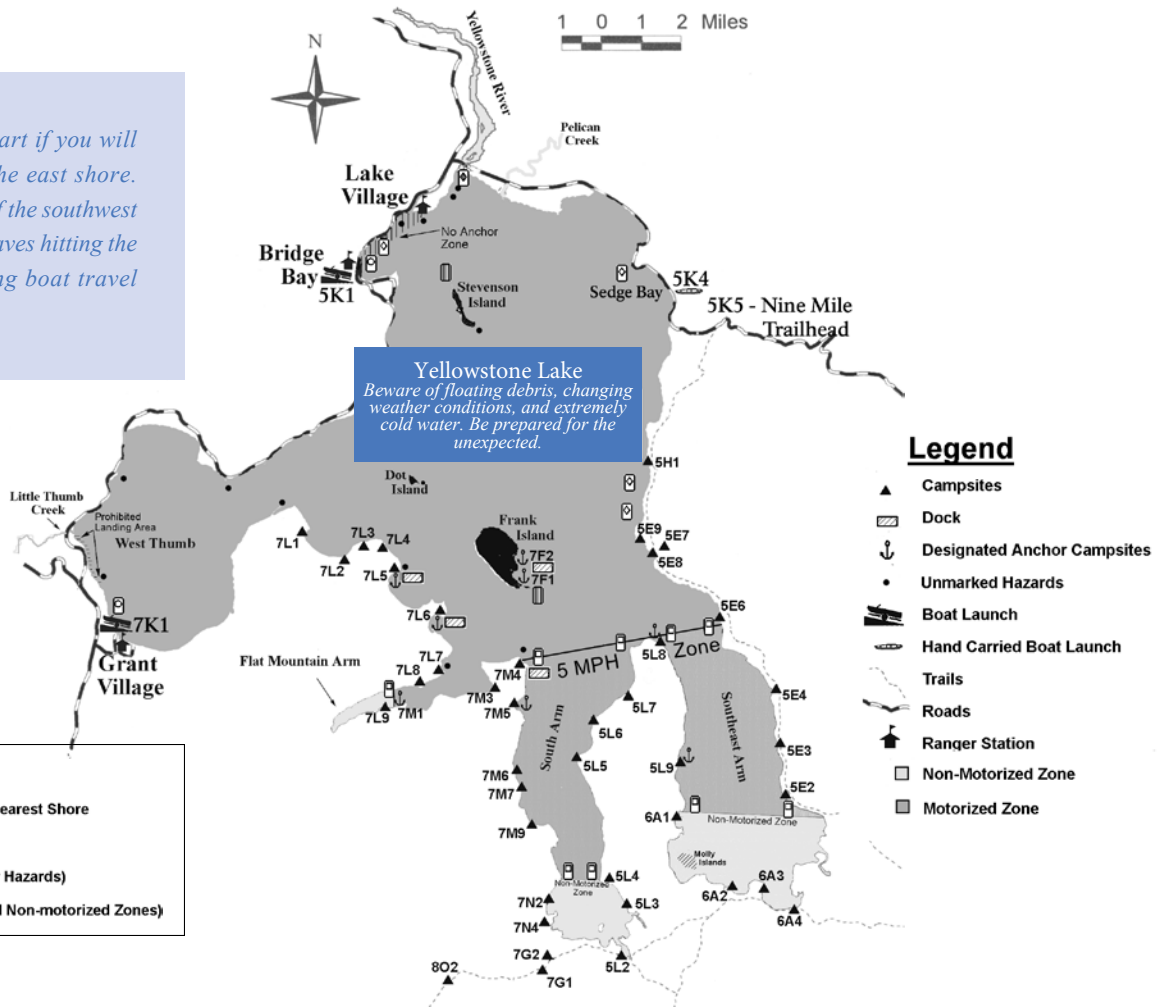 1 0 1 2 Miles
N
Yellowstone River
Pelican
Creek
art if you will
he east shore.
f the southwest
aves hitting the
ng boat travel
Lake
Village
No Anchor
Zone
Bridge
Bay
5K1
Stevenson
Island
Sedge Bay
5K4
5K5 - Nine Mile
Trailhead
Yellowstone Lake
Beware of floating debris, changing
weather conditions, and extremely
cold water. Be prepared for the
unexpected.
Legend
Campsites
Dock
Designated Anchor Campsites
Unmarked Hazards
Boat Launch
Hand Carried Boat Launch
Trails
Roads
Ranger Station
Non-Motorized Zone
Motorized Zone
5H1
Dot
Island
Little Thumb
Creek
Prohibited
Landing Area
West Thumb
Frank
Island
7F2
7F1
5E9
5E7
5E8
7L1
7L3
7L4
7L2
7L5
7L6
5E6
7K1
Grant
Village
Flat Mountain Arm
7L7
7L8
7L9
7M1
7M4
7M3
7M5
5 MPH
Zone
5L8
5L7
5L6
5L5
South Arm
Southeast Arm
5E4
5E3
5E2
5L9
7M6
7M7
7M9
6A1
Non-Motorized Zone
Molly
Islands
6A2
6A3
6A4
Non-Motorized
Zone
5L4
5L3
7N2
7N4
7G2
7G1
5L2
8O2
earest Shore
Hazards)
d Non-motorized Zones)